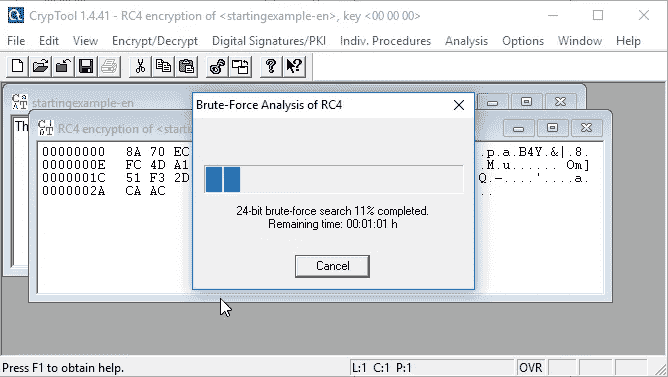 CrypTool 1.4.41 - RC4 encryption of <startingexample-en>, key <00 00 00>
File Edit View Encrypt/Decrypt Digital Signatures/PKI Indiv. Procedures Analysis Options Window Help
startingexample-en
Th
RC4 encryption of <starti
Brute-Force Analysis of RC4
00000000 8A 70 EC .p.a.B4Y.&|.8.
0000000E FC 4D A1 .M.u...... Om]
0000001C 51 F3 2D Q.-....'....a.
0000002A CA AC ..
24-bit brute-force search 11% completed.
Remaining time: 00:01:01 h
Cancel
Press F1 to obtain help. L:1 C:1 P:1 OVR